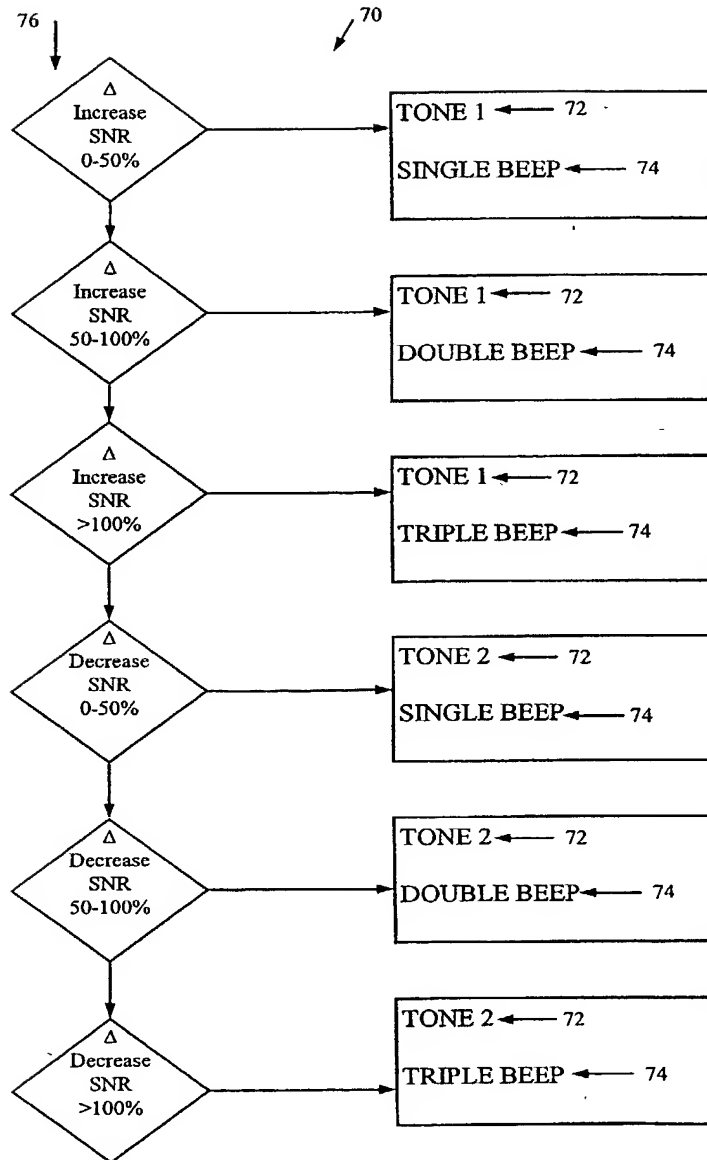 76
70
Δ
Increase
SNR
0-50%
TONE 1 72
SINGLE BEEP 74
Δ
Increase
SNR
50-100%
TONE 1 72
DOUBLE BEEP 74
Δ
Increase
SNR
>100%
TONE 1 72
TRIPLE BEEP 74
Δ
Decrease
SNR
0-50%
TONE 2 72
SINGLE BEEP 74
Δ
Decrease
SNR
50-100%
TONE 2 72
DOUBLE BEEP 74
Δ
Decrease
SNR
>100%
TONE 2 72
TRIPLE BEEP 74